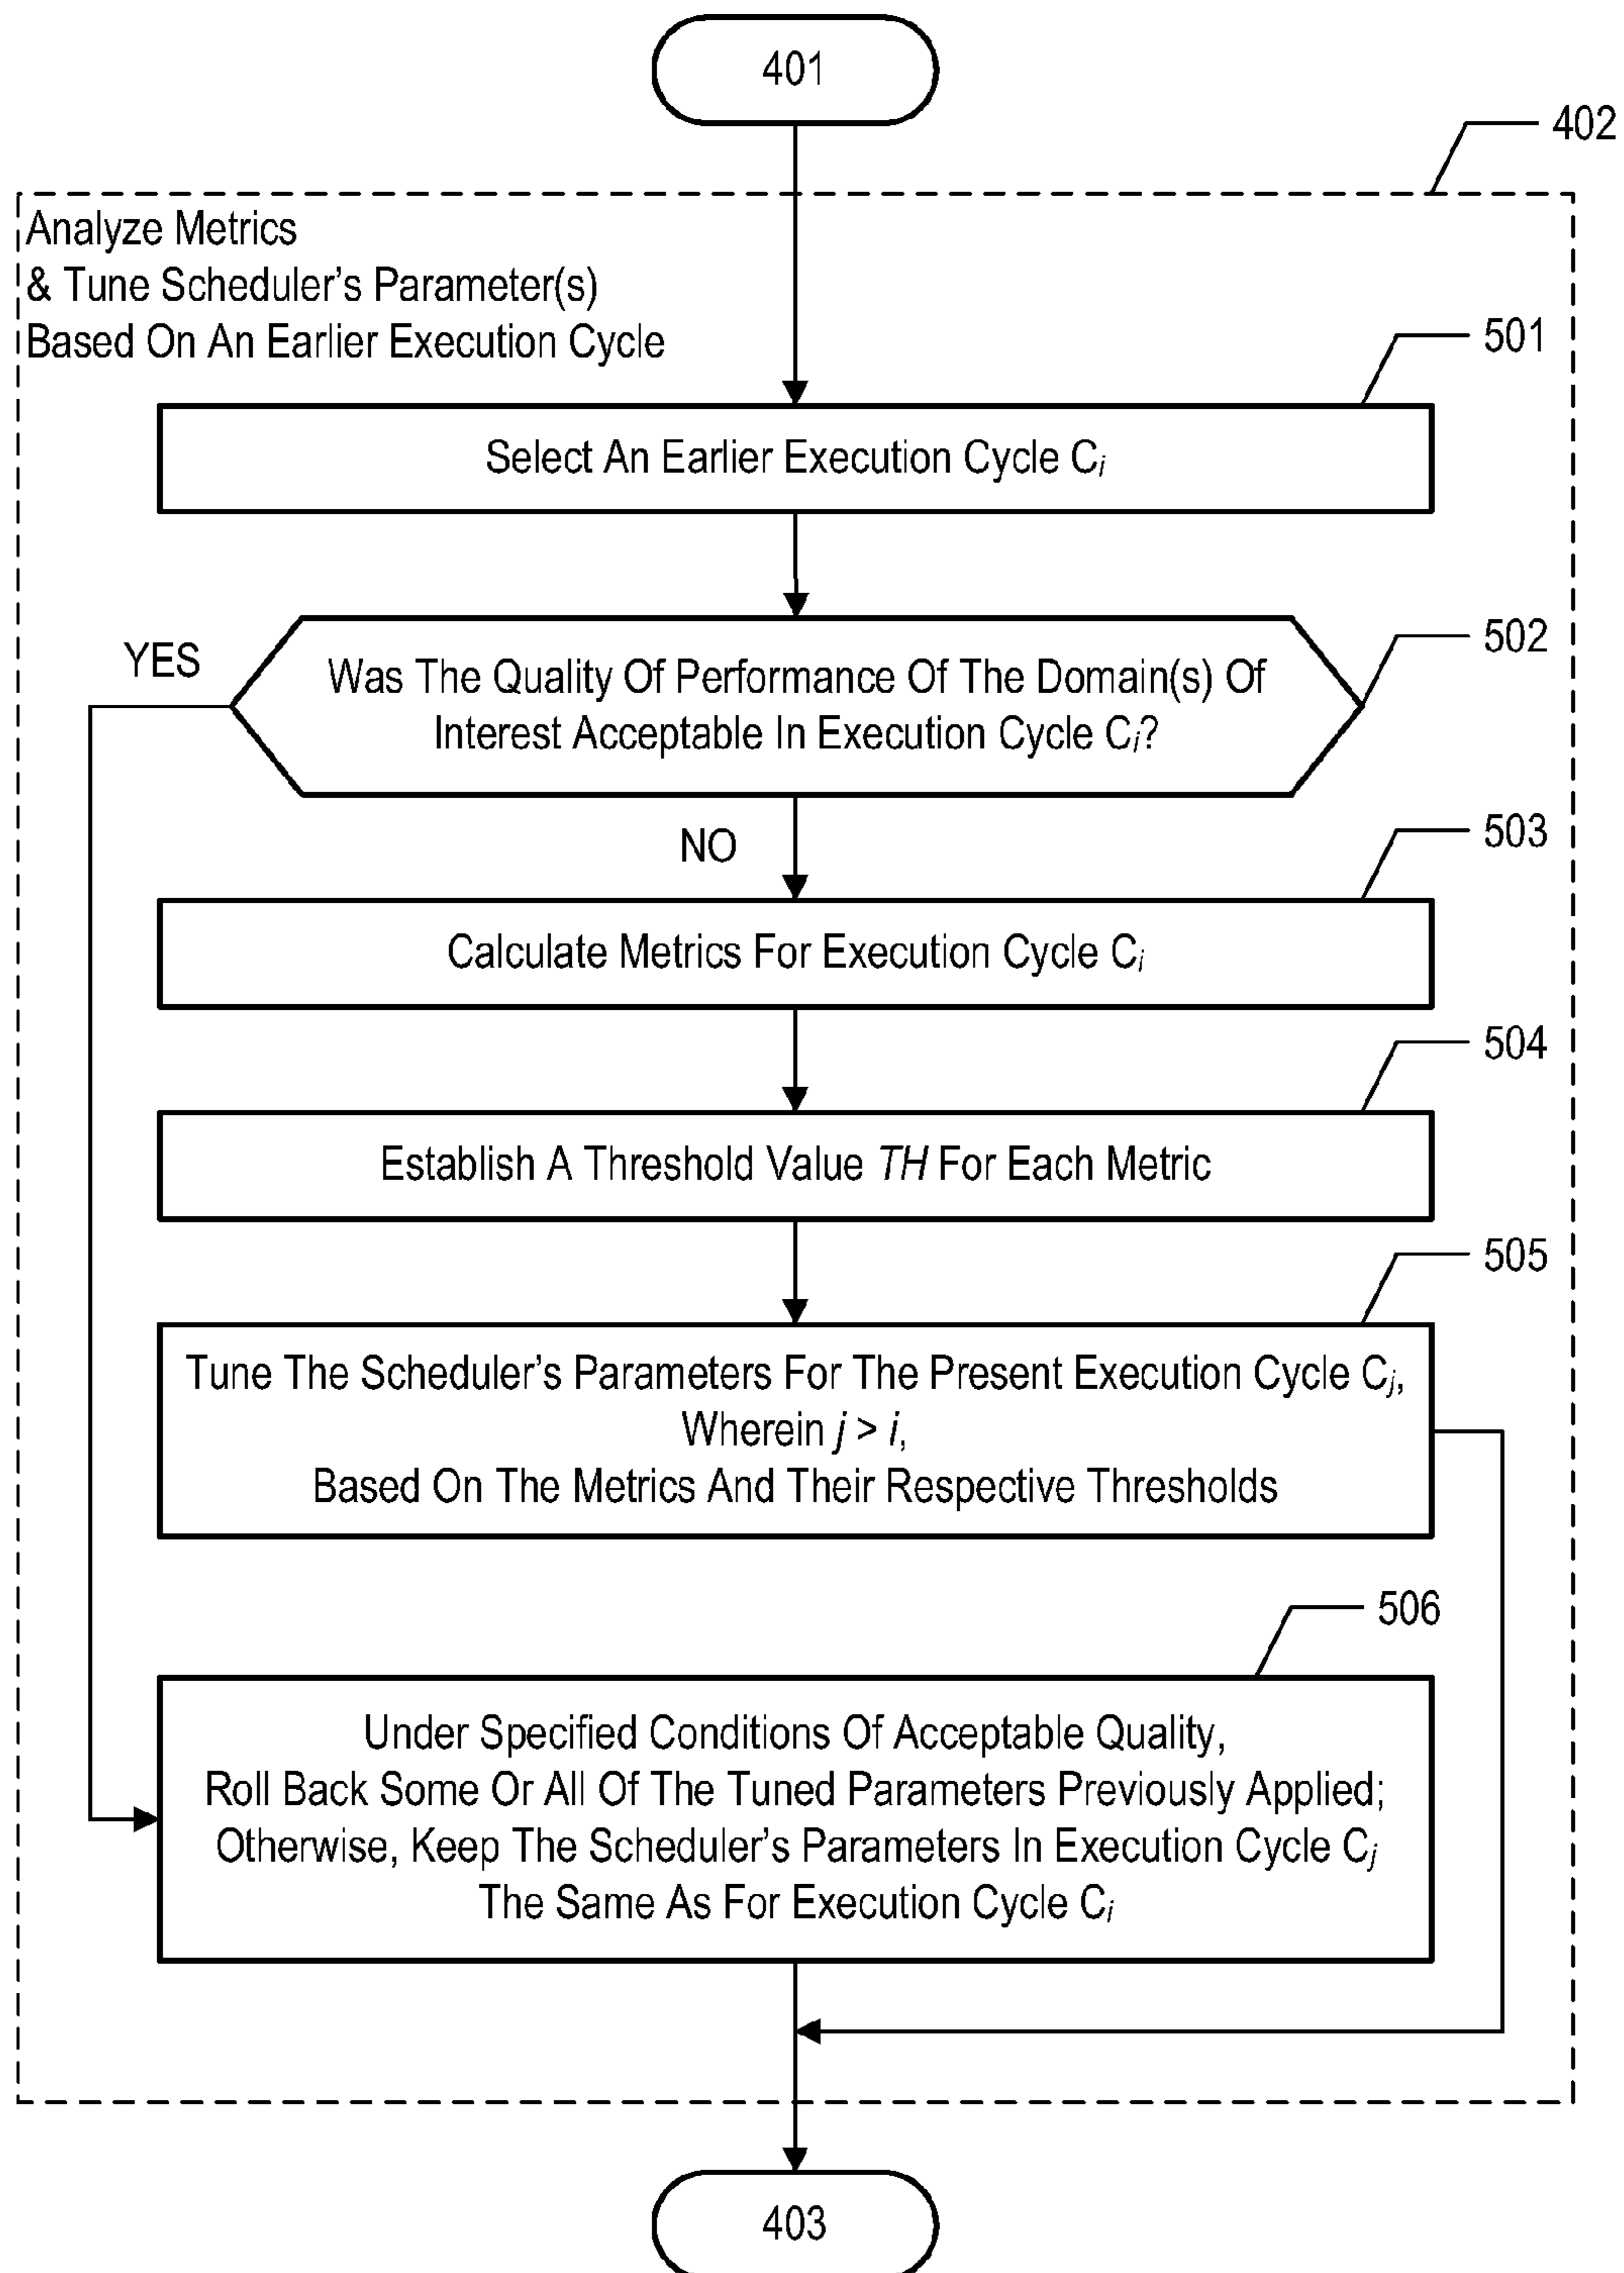 401
402
Analyze Metrics
& Tune Scheduler's Parameter(s)
Based On An Earlier Execution Cycle
501
Select An Earlier Execution Cycle Ci
502
YES
Was The Quality Of Performance Of The Domain(s) Of
Interest Acceptable In Execution Cycle Ci?
NO
503
Calculate Metrics For Execution Cycle Ci
504
Establish A Threshold Value TH For Each Metric
505
Tune The Scheduler's Parameters For The Present Execution Cycle Cj,
Wherein j > i,
Based On The Metrics And Their Respective Thresholds
506
Under Specified Conditions Of Acceptable Quality,
Roll Back Some Or All Of The Tuned Parameters Previously Applied;
Otherwise, Keep The Scheduler's Parameters In Execution Cycle Cj
The Same As For Execution Cycle Ci
403